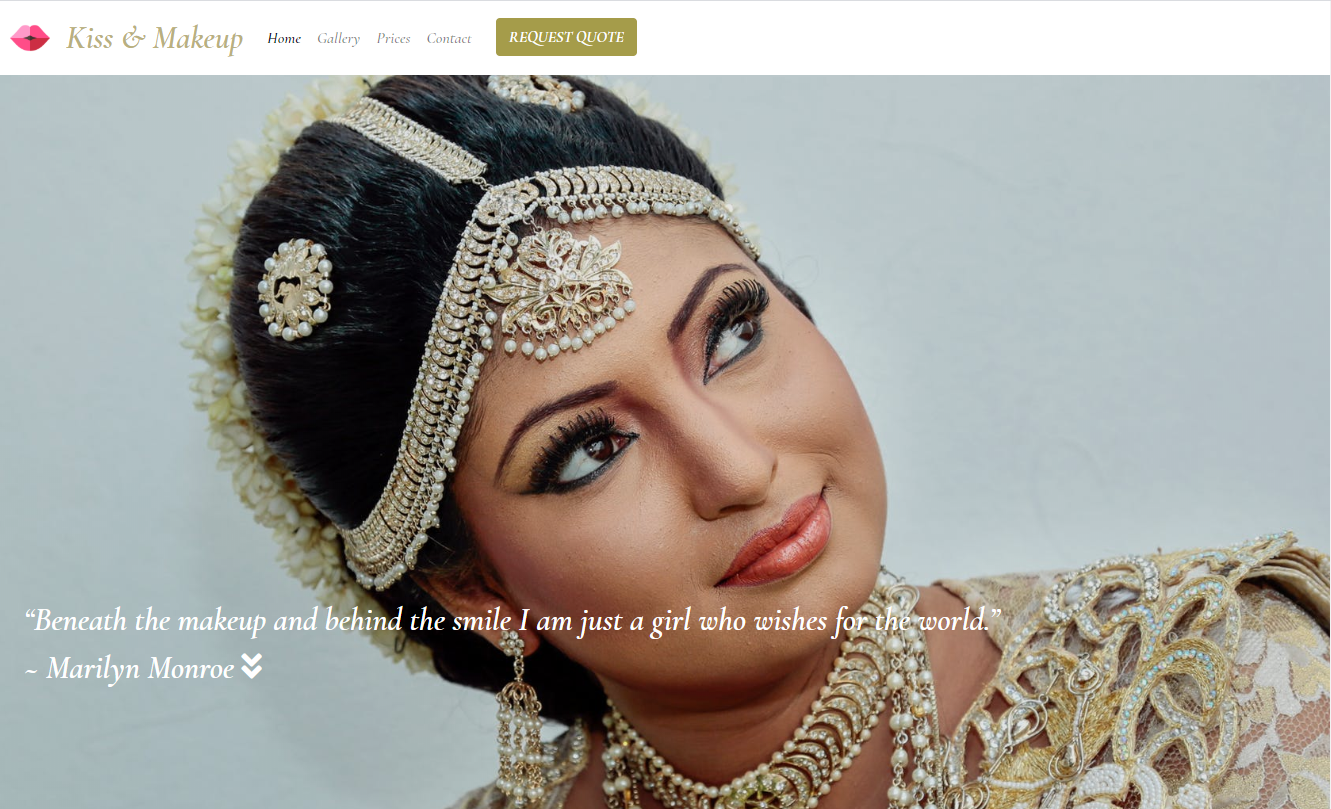 Kiss & Makeup Home Gallery Prices Contact REQUEST QUOTE
“Beneath the makeup and behind the smile I am just a girl who wishes for the world.”
~ Marilyn Monroe